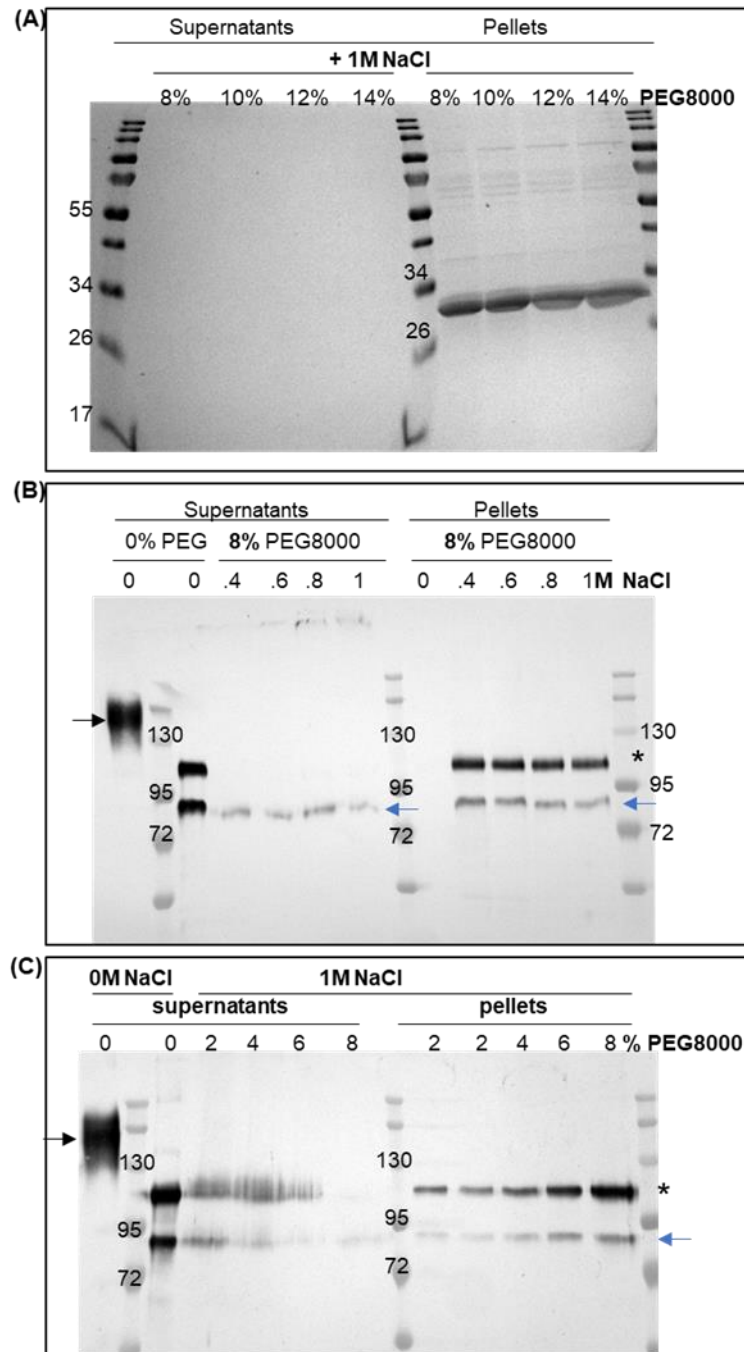 (A)
Supernatants Pellets
+ 1M NaCl
8% 10% 12% 14% 8% 10% 12% 14% PEG8000
55
34 34
26 26
17
(B)
Supernatants Pellets
0% PEG 8% PEG8000 8% PEG8000
0 0 .4 .6 .8 1 0 .4 .6 .8 1M NaCl
130 130 130
*
95 95 95
72 72 72
(C)
0M NaCl 1M NaCl
supernatants pellets
0 0 2 4 6 8 2 2 4 6 8 % PEG8000
130 130
*
95 95
72 72